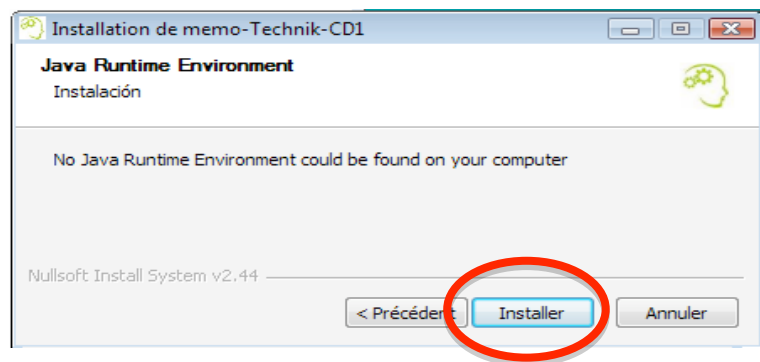 Installation de memo-Technik-CD1
Java Runtime Environment
Instalación
No Java Runtime Environment could be found on your computer
Nullsoft Install System v2.44
< Précédent Installer Annuler